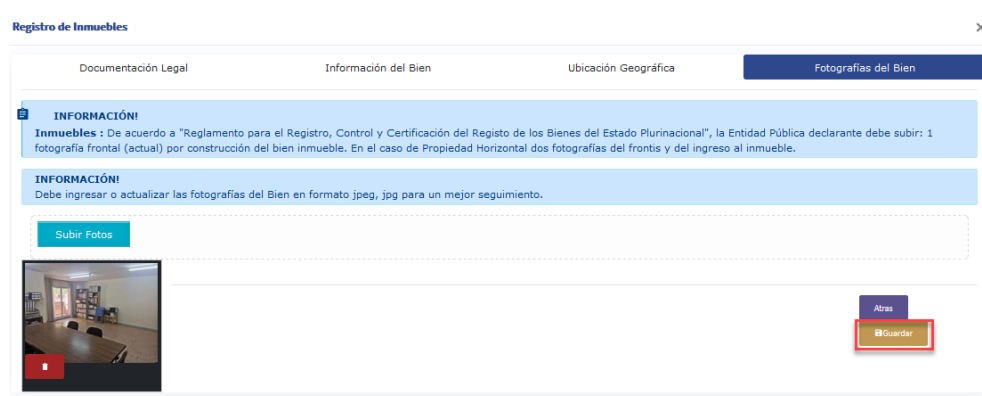 Registro de Inmuebles
Documentación Legal
Información del Bien
Ubicación Geográfica
Fotografías del Bien
INFORMACIÓN!
Inmuebles : De acuerdo a "Reglamento para el Registro, Control y Certificación del Registo de los Bienes del Estado Plurinacional", la Entidad Pública declarante debe subir: 1
fotografía frontal (actual) por construcción del bien inmueble. En el caso de Propiedad Horizontal dos fotografías del frontis y del ingreso al inmueble.
INFORMACIÓN!
Debe ingresar o actualizar las fotografías del Bien en formato jpeg, jpg para un mejor seguimiento.
Subir Fotos
Atras
Guardar